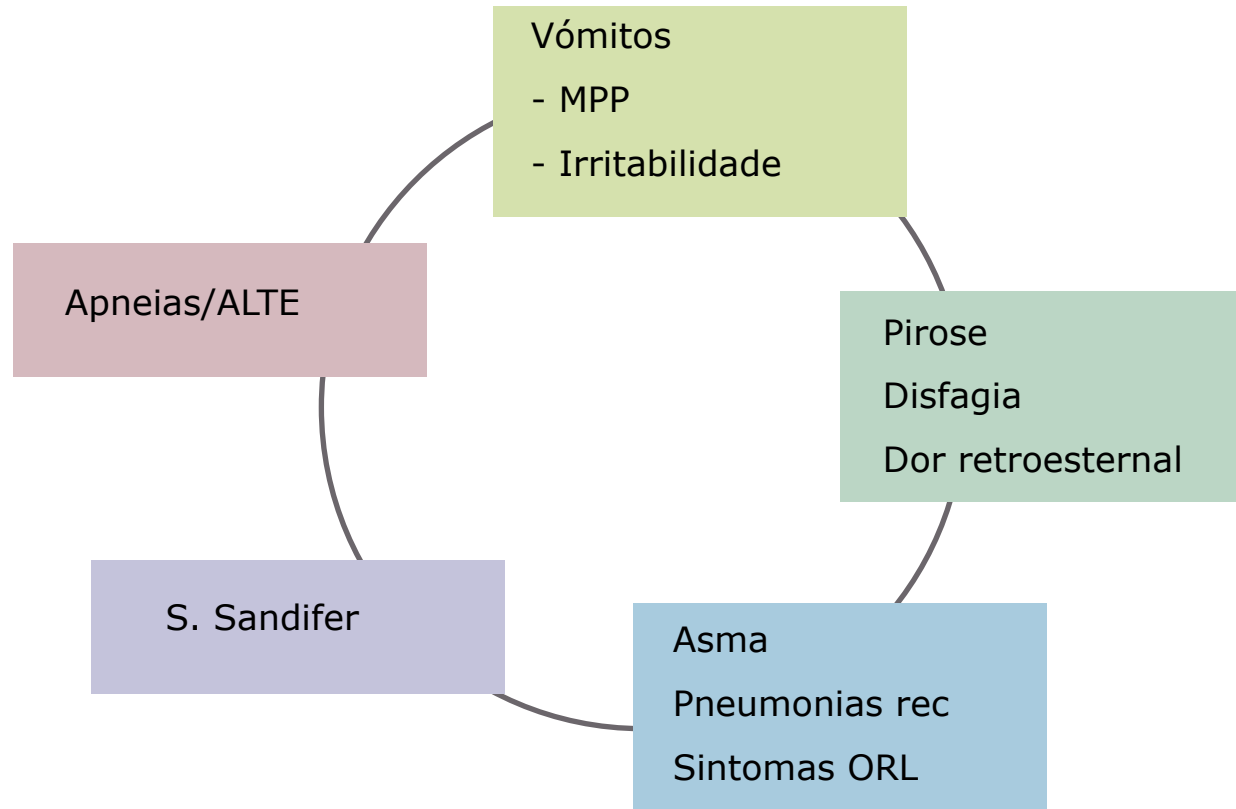 Vómitos
- MPP
- Irritabilidade
Apneias/ALTE
Pirose
Disfagia
Dor retroesternal
S. Sandifer
Asma
Pneumonias rec
Sintomas ORL